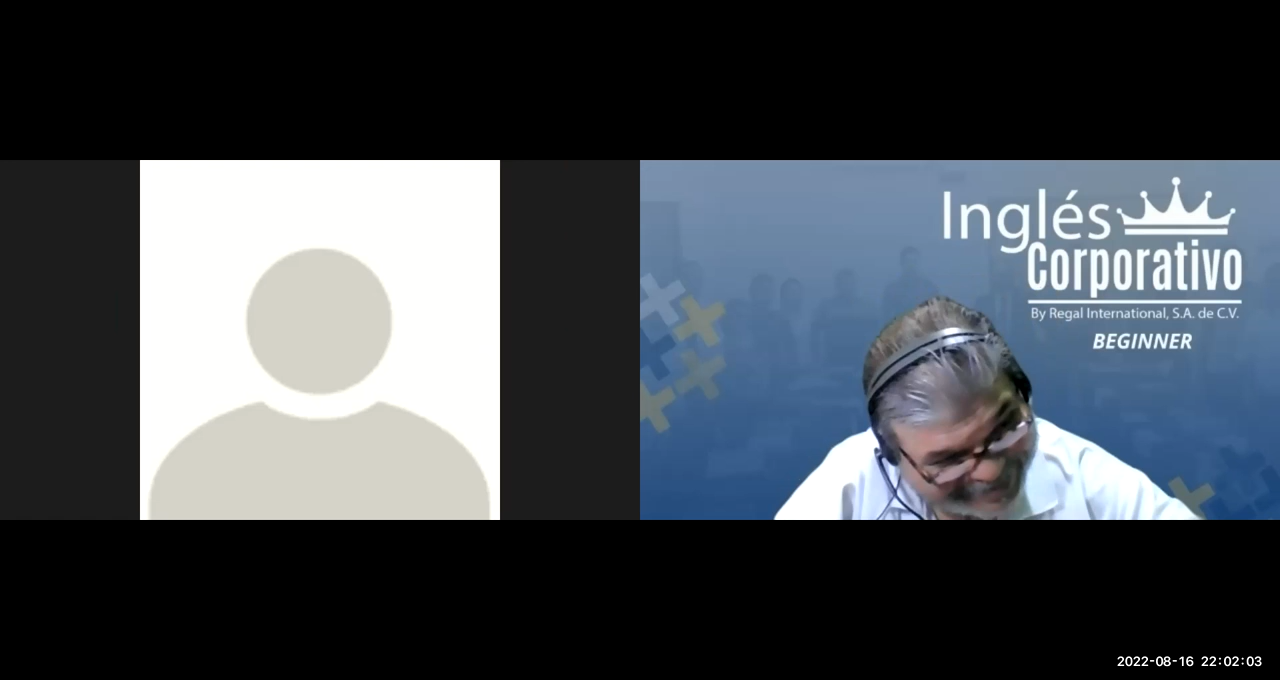 Inglés
Corporativo
By Regal International, S.A. de C.V.
BEGINNER
2022-08-16 22:02:03